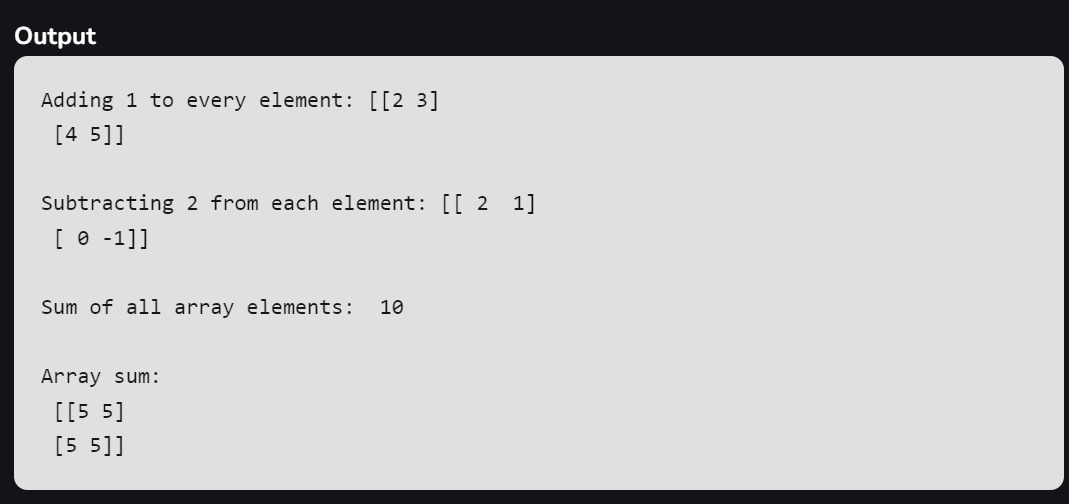 Output
Adding 1 to every element: [[2 3]
 [4 5]]
Subtracting 2 from each element: [[ 2  1]
 [ 0 -1]]
Sum of all array elements:  10
Array sum:
 [[5 5]
 [5 5]]